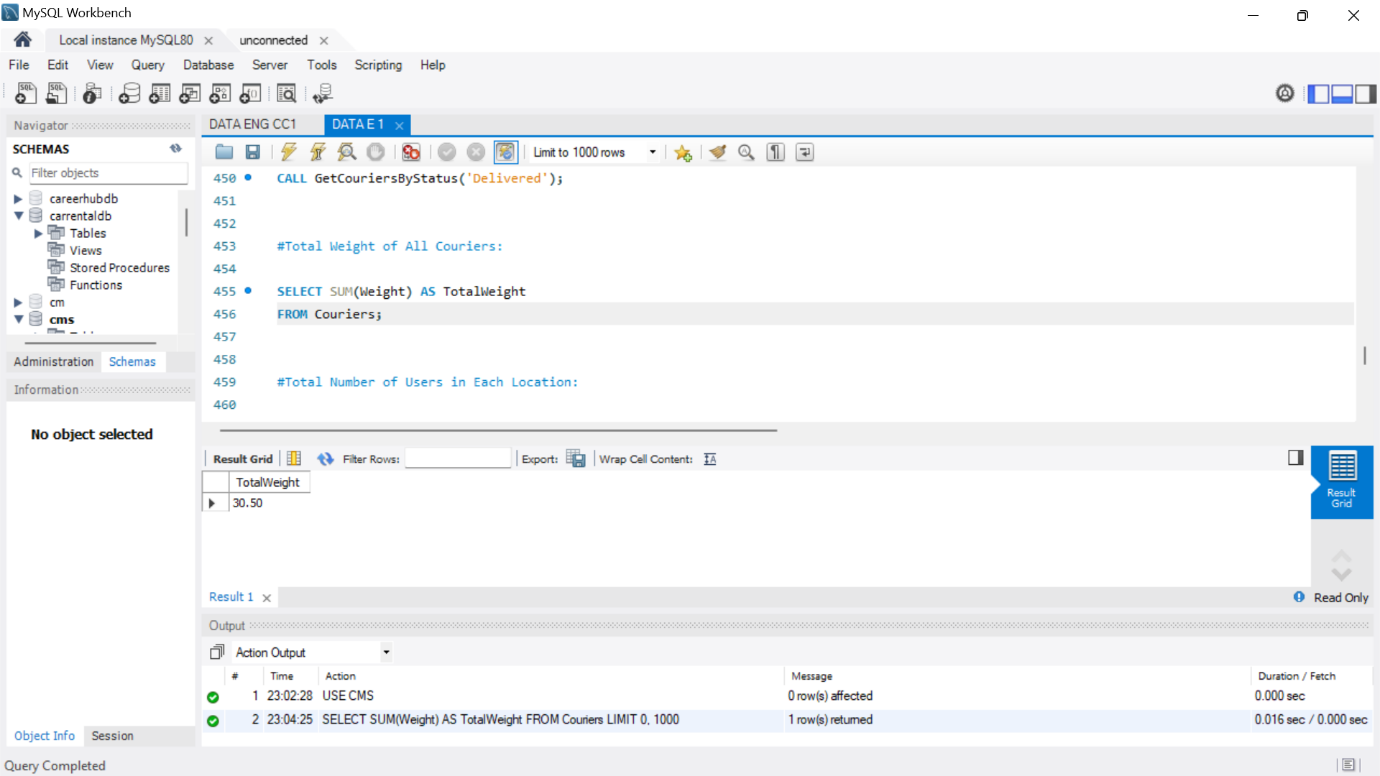 MySQL Workbench
Local instance MySQL80
unconnected
File Edit View Query Database Server Tools Scripting Help
Navigator
SCHEMAS
Filter objects
careerhubdb
carrentaldb
Tables
Views
Stored Procedures
Functions
cm
cms
Administration Schemas
Information
No object selected
Object Info Session
DATA ENG CC1 DATA E 1
Limit to 1000 rows
450 CALL GetCouriersByStatus('Delivered');
451
452
453 #Total Weight of All Couriers:
454
455 SELECT SUM(Weight) AS TotalWeight
456 FROM Couriers;
457
458
459 #Total Number of Users in Each Location:
460
Result Grid Filter Rows: Export: Wrap Cell Content:
TotalWeight
30.50
Result
Grid
Result 1
Read Only
Output
Action Output
# Time Action Message Duration / Fetch
1 23:02:28 USE CMS 0 row(s) affected 0.000 sec
2 23:04:25 SELECT SUM(Weight) AS TotalWeight FROM Couriers LIMIT 0, 1000 1 row(s) returned 0.016 sec / 0.000 sec
Query Completed